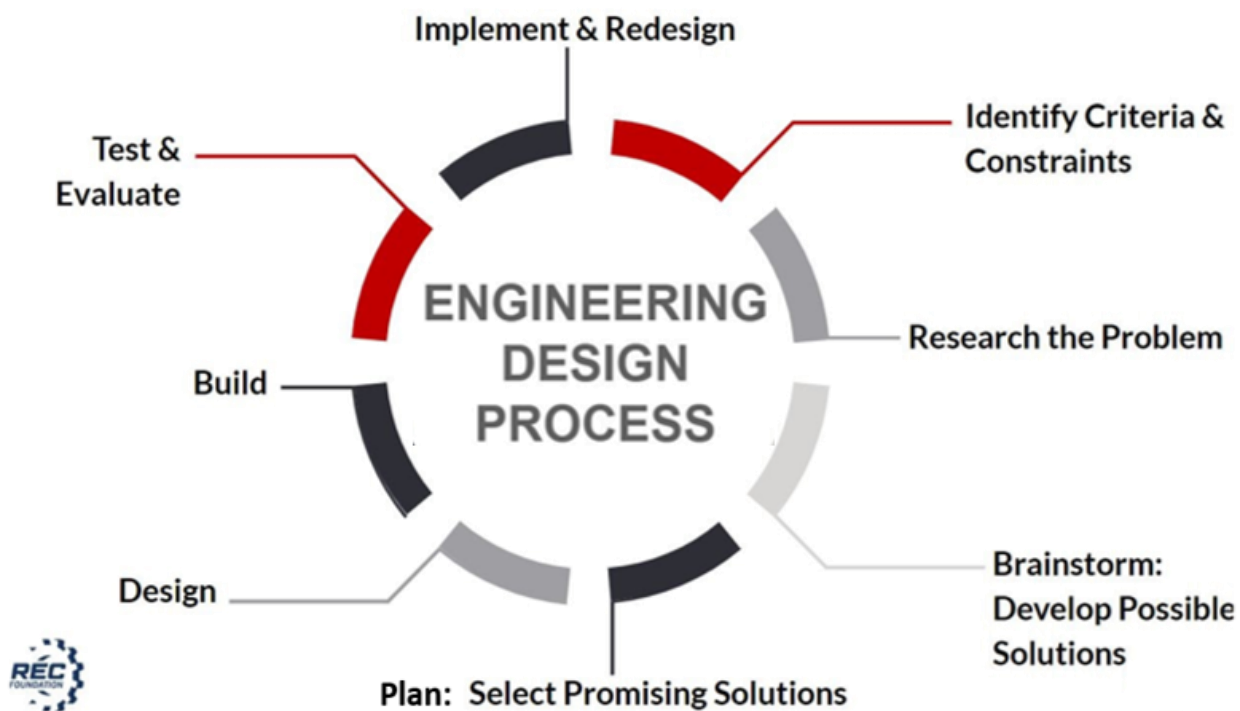 Implement & Redesign
Identify Criteria &
Constraints
Test &
Evaluate
ENGINEERING
DESIGN
PROCESS
Research the Problem
Build
Brainstorm:
Develop Possible
Solutions
Design
Plan: Select Promising Solutions
REC
FOUNDATION